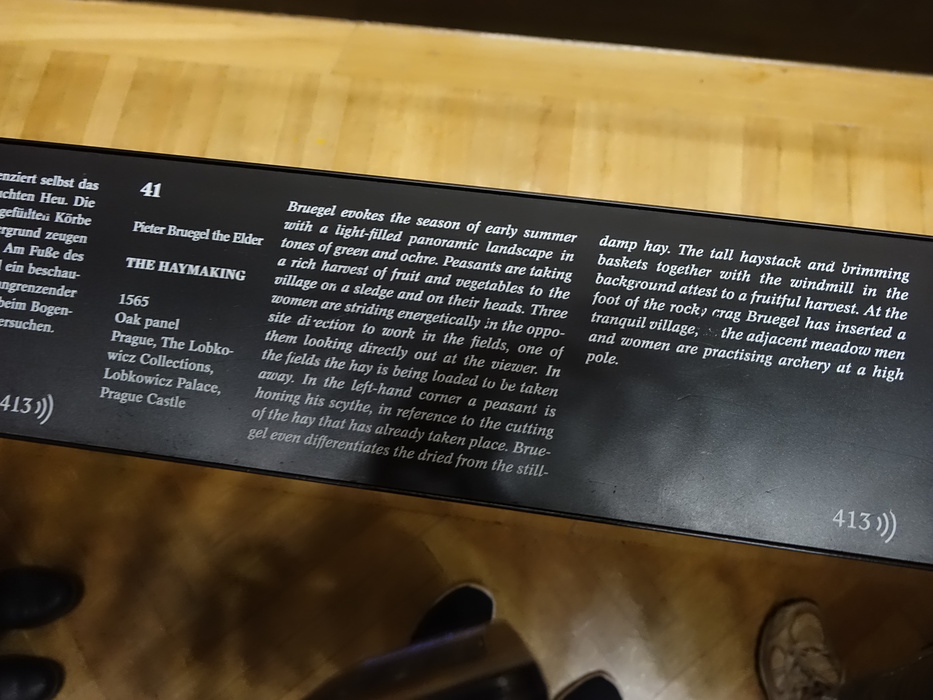 enziert selbst das
chten Heu. Die
gefüllten Körbe
ergrund zeugen
Am Fuße des
ein beschau-
ngrenzender
beim Bogen-
ersuchen.
413
41
Pieter Bruegel the Elder
THE HAYMAKING
1565
Oak panel
Prague, The Lobko-
wicz Collections,
Lobkowicz Palace,
Prague Castle
Bruegel evokes the season of early summer
with a light-filled panoramic landscape in
tones of green and ochre. Peasants are taking
a rich harvest of fruit and vegetables to the
village on a sledge and on their heads. Three
women are striding energetically in the oppo-
site direction to work in the fields, one of
them looking directly out at the viewer. In
the fields the hay is being loaded to be taken
away. In the left-hand corner a peasant is
honing his scythe, in reference to the cutting
of the hay that has already taken place. Brue-
gel even differentiates the dried from the still-
damp hay. The tall haystack and brimming
baskets together with the windmill in the
background attest to a fruitful harvest. At the
foot of the rocky crag Bruegel has inserted a
tranquil village, the adjacent meadow men
and women are practising archery at a high
pole.
413